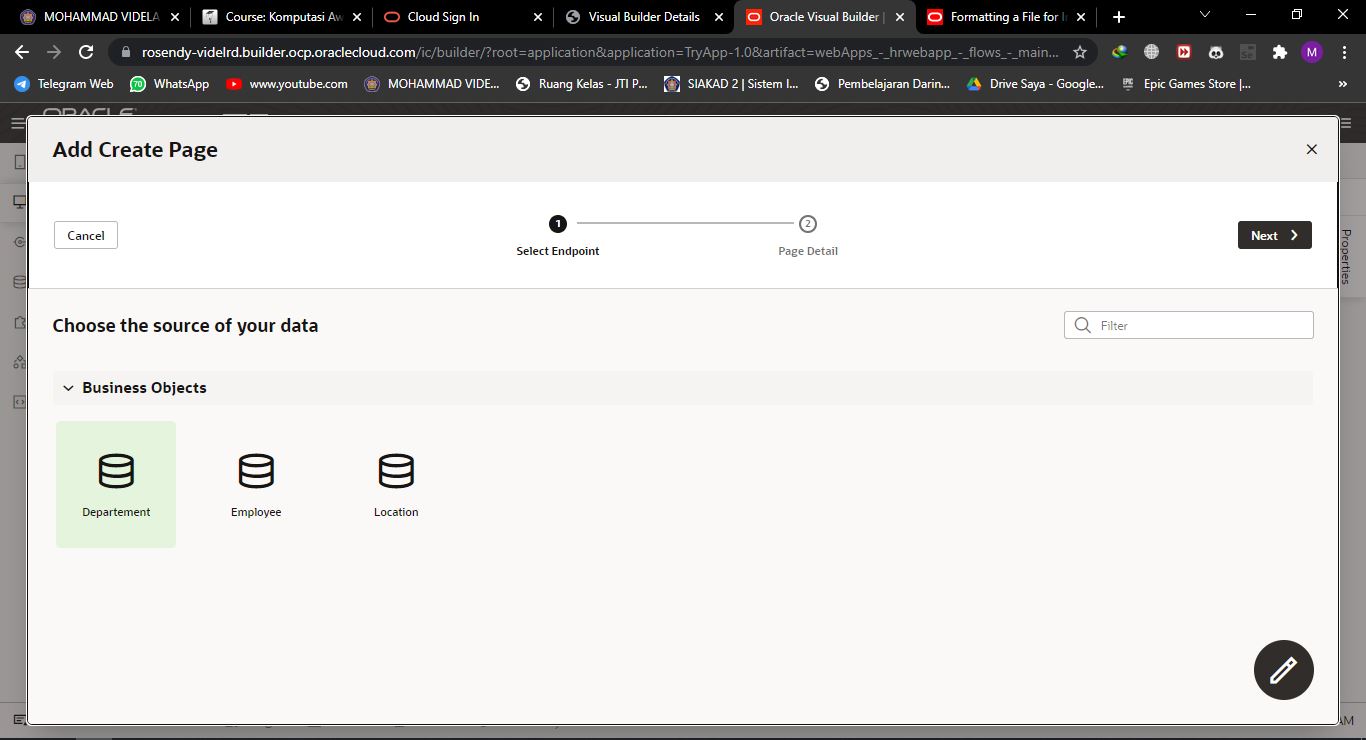 MOHAMMAD VIDELA
Course: Komputasi Aw
Cloud Sign In
Visual Builder Details
Oracle Visual Builder |
Formatting a File for I
M
rosendy-videlrd.builder.ocp.oraclecloud.com/ic/builder/?root=application&application=TryApp-1.0&artifact=webApps_-_hrwebapp_-_flows_-_main...
Telegram Web
70
WhatsApp
www.youtube.com
MOHAMMAD VIDE...
Ruang Kelas - JTI P...
SIAKAD 2 | Sistem I...
Pembelajaran Darin...
Drive Saya - Google...
EPIC
Epic Games Store |...
»
ORACLE
Add Create Page
Cancel
1
2
Select Endpoint
Page Detail
Next
Properties
Choose the source of your data
Filter
Business Objects
Departement
Employee
Location
AM